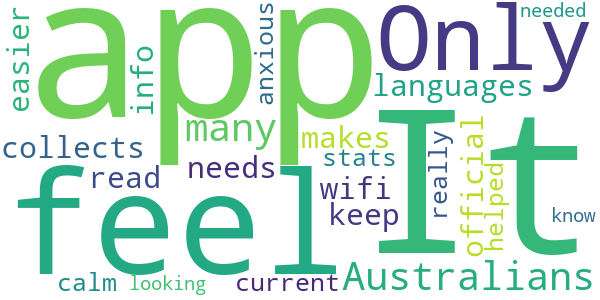 app
Only
needed
easier
info
anxious
languages
many
makes
It
official
collects
needs
stats
really
helped
read
feel
wifi
keep
know
calm
looking
current
Australians